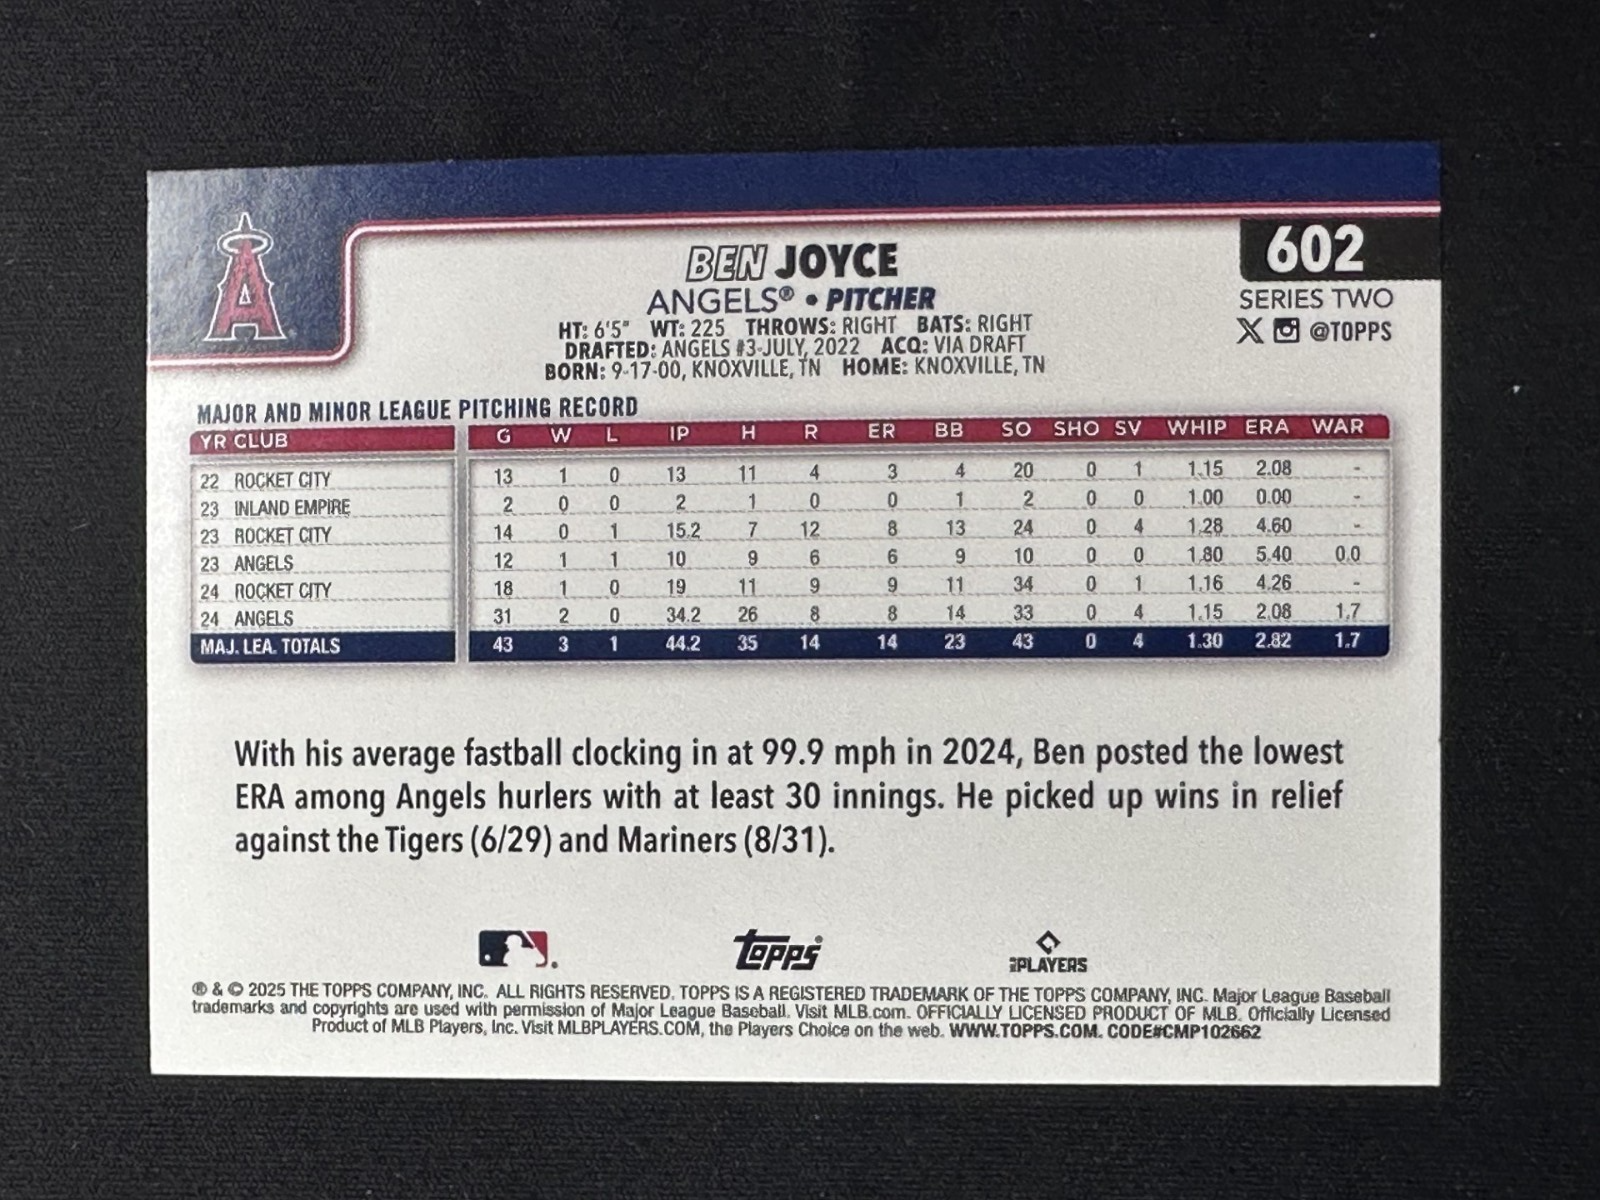 A
602
BEN JOYCE
ANGELS® • PITCHER
SERIES TWO
HT: 6'5" WT: 225 THROWS: RIGHT BATS: RIGHT
@TOPPS
DRAFTED: ANGELS #3-JULY, 2022 ACQ: VIA DRAFT
BORN: 9-17-00, KNOXVILLE, TN HOME: KNOXVILLE, TN
MAJOR AND MINOR LEAGUE PITCHING RECORD
YR CLUB G W L IP H R ER BB SO SHO SV WHIP ERA WAR
22 ROCKET CITY 13 1 0 13 11 4 3 4 20 0 1 1.15 2.08 -
23 INLAND EMPIRE 2 0 0 2 1 0 0 1 2 0 0 1.00 0.00 -
23 ROCKET CITY 14 0 1 15.2 7 12 8 13 24 0 4 1.28 4.60 -
23 ANGELS 12 1 1 10 9 6 6 9 10 0 0 1.80 5.40 0.0
24 ROCKET CITY 18 1 0 19 11 9 9 11 34 0 1 1.16 4.26 -
24 ANGELS 31 2 0 34.2 26 8 8 14 33 0 4 1.15 2.08 1.7
MAJ. LEA. TOTALS 43 3 1 44.2 35 14 14 23 43 0 4 1.30 2.82 1.7
With his average fastball clocking in at 99.9 mph in 2024, Ben posted the lowest
ERA among Angels hurlers with at least 30 innings. He picked up wins in relief
against the Tigers (6/29) and Mariners (8/31).
topps
PLAYERS
® & © 2025 THE TOPPS COMPANY, INC. ALL RIGHTS RESERVED. TOPPS IS A REGISTERED TRADEMARK OF THE TOPPS COMPANY, INC. Major League Baseball
trademarks and copyrights are used with permission of Major League Baseball. Visit MLB.com. OFFICIALLY LICENSED PRODUCT OF MLB. Officially Licensed
Product of MLB Players, Inc. Visit MLBPLAYERS.COM, the Players Choice on the web. WWW.TOPPS.COM. CODE#CMP102662